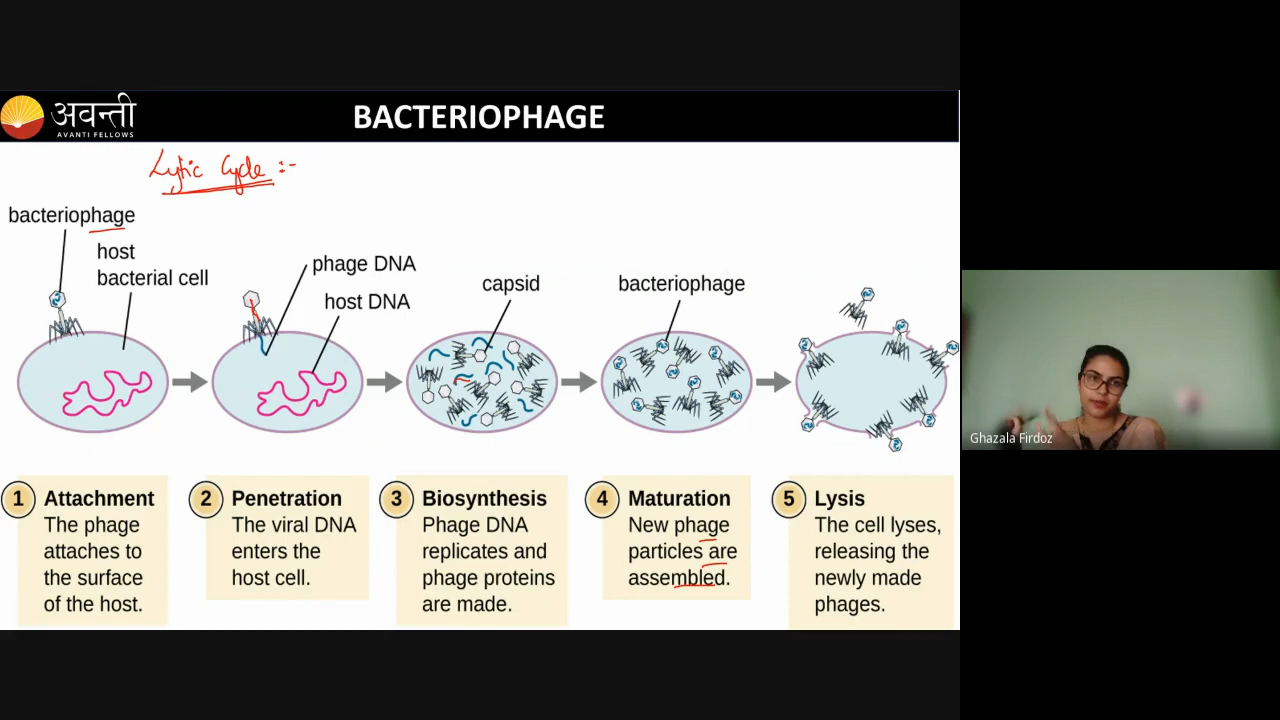 अवन्ती
AVANTI FELLOWS
BACTERIOPHAGE
Lytic Cycle :-
bacteriophage
host
bacterial cell
phage DNA
host DNA
capsid
bacteriophage
1 Attachment
The phage
attaches to
the surface
of the host.
2 Penetration
The viral DNA
enters the
host cell.
3 Biosynthesis
Phage DNA
replicates and
phage proteins
are made.
4 Maturation
New phage
particles are
assembled.
5 Lysis
The cell lyses,
releasing the
newly made
phages.
Ghazala Firdoz